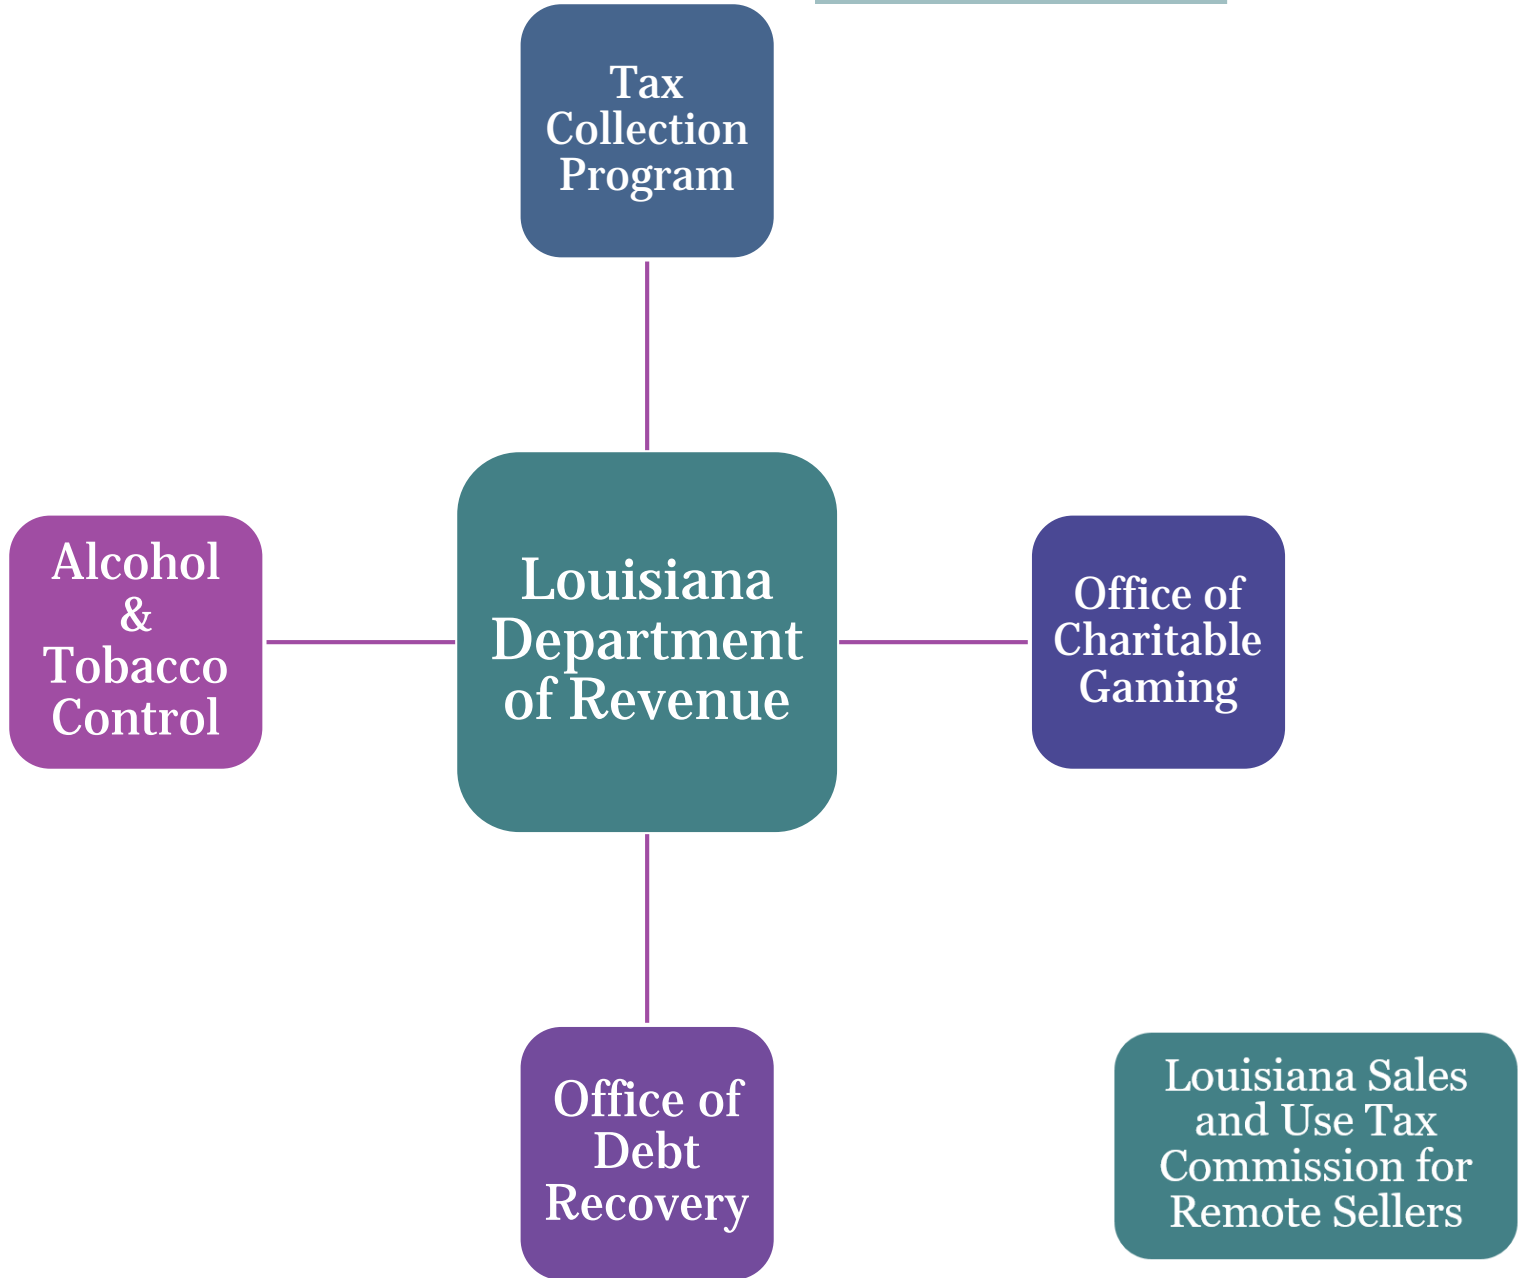 Tax
Collection
Program
Alcohol
&
Tobacco
Control
Louisiana
Department
of Revenue
Office of
Charitable
Gaming
Office of
Debt
Recovery
Louisiana Sales
and Use Tax
Commission for
Remote Sellers